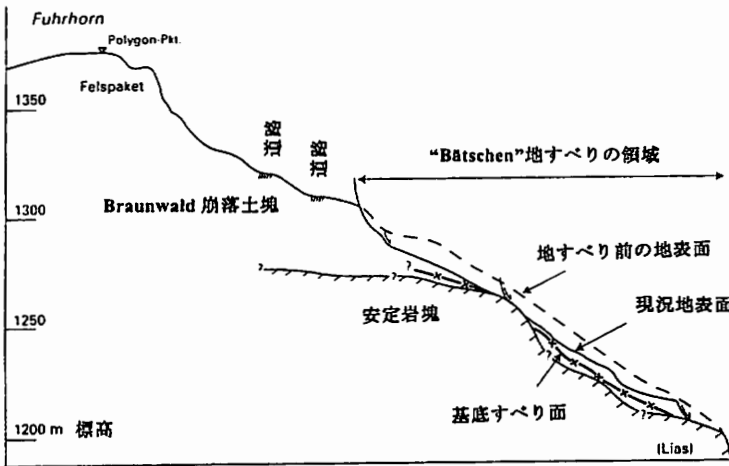 Fuhrhorn
Polygon-Pkt.
Felspaket
1350
道路
道路
“Bätschen”地すべりの領域
Braunwald 崩落土塊
1300
地すべり前の地表面
?
?
?
安定岩塊
現況地表面
1250
?
基底すべり面
?
1200 m 標高
(Lias)